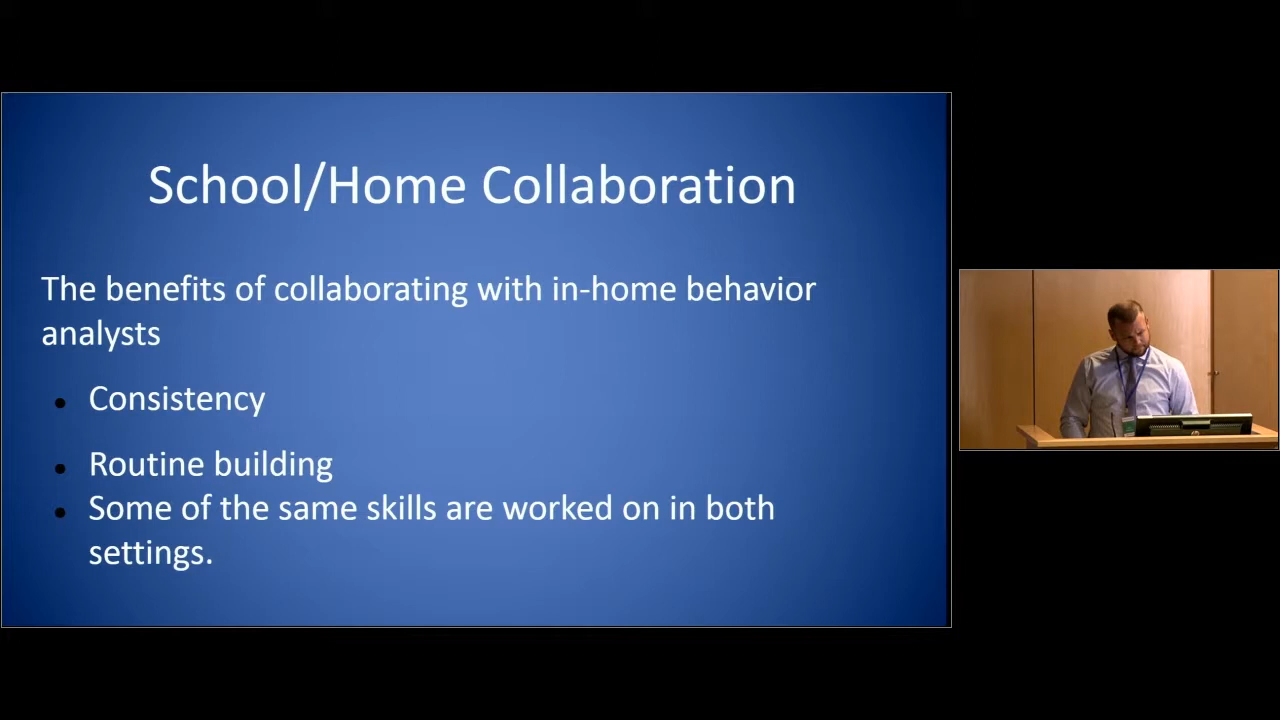 School/Home Collaboration
The benefits of collaborating with in-home behavior
analysts
Consistency
Routine building
Some of the same skills are worked on in both
settings.